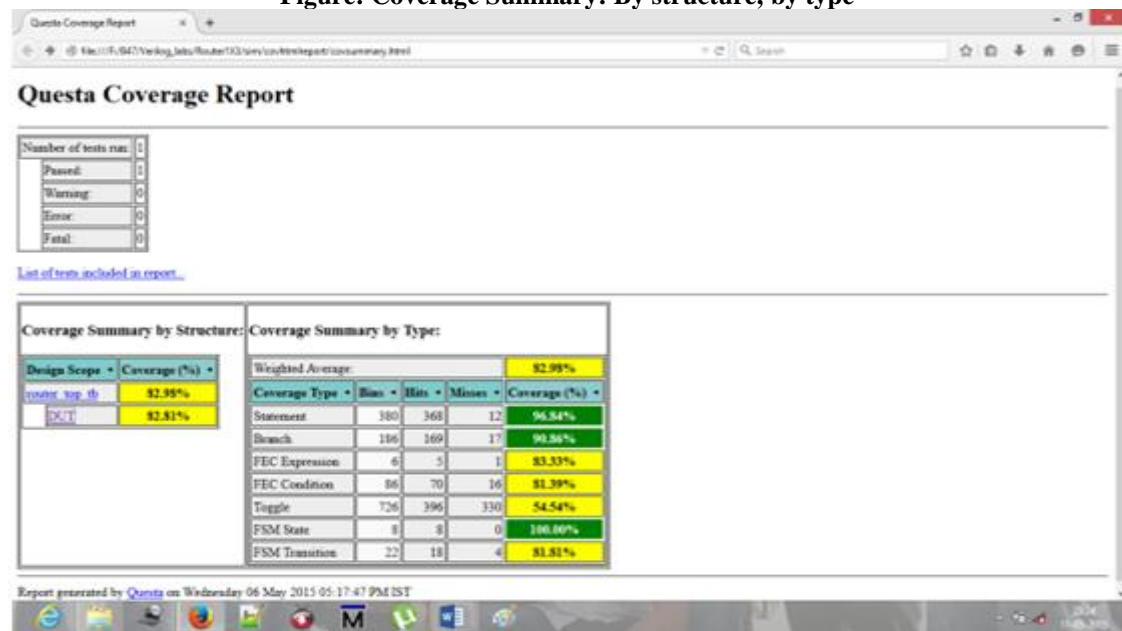 Figure: Coverage Summary: By structure, by type
Questa Coverage Report
Search
Questa Coverage Report
Number of tests run: 1
Passed: 1
Warning: 0
Error: 0
Fatal: 0
List of tests included in report...
Coverage Summary by Structure: Coverage Summary by Type:
Design Scope Coverage (%)
router_top_tb 82.98%
DUT 82.81%
Weighted Average: 82.98%
Coverage Type Bins Hits Misses Coverage (%)
Statement 380 368 12 96.84%
Branch 186 169 17 90.86%
FEC Expression 6 5 1 83.33%
FEC Condition 86 70 16 81.39%
Toggle 726 396 330 54.54%
FSM State 8 8 0 100.00%
FSM Transition 22 18 4 81.81%
Report generated by Questa on Wednesday 06 May 2015 05:17:47 PM IST